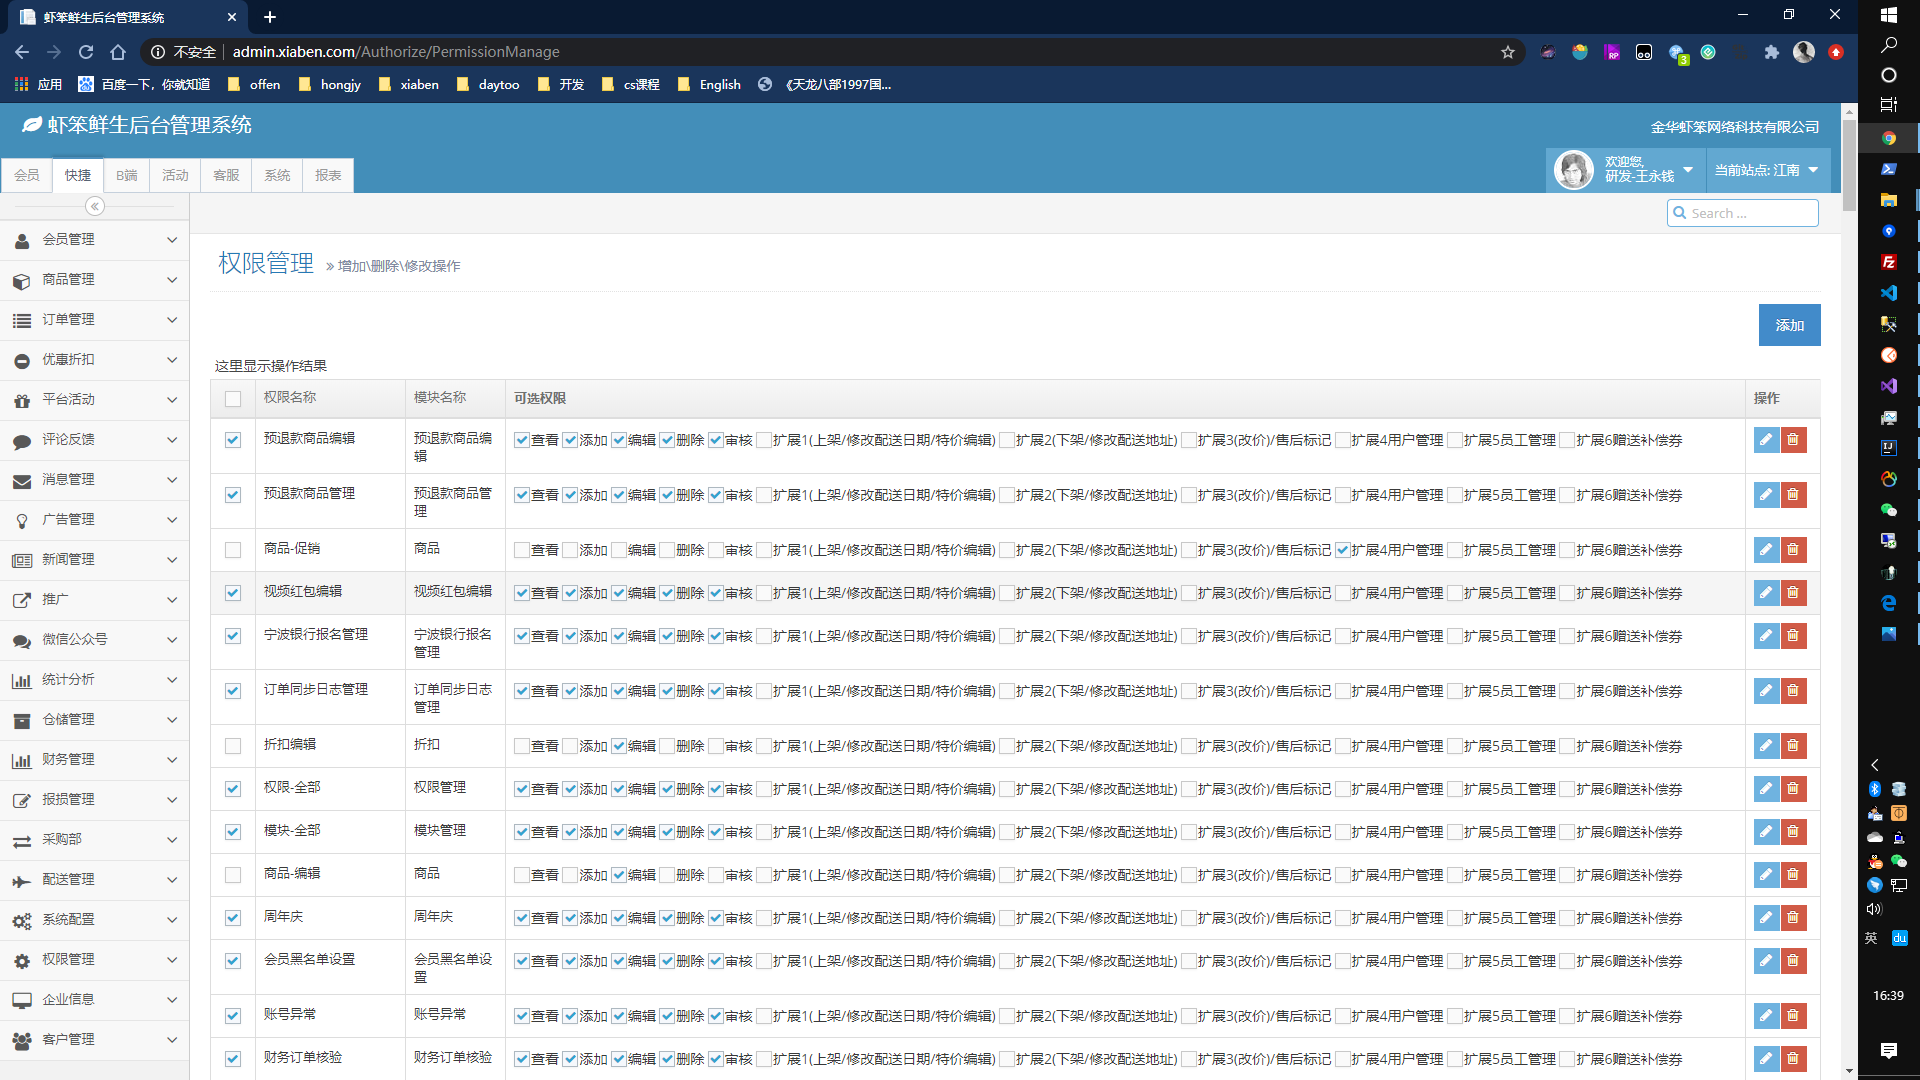 虾笨鲜生后台管理系统
不安全 admin.xiaben.com/Authorize/PermissionManage
应用 百度一下，你就知道 offen hongjy xiaben daytoo 开发 cs课程 English 《天龙八部1997国...
虾笨鲜生后台管理系统
金华虾笨网络科技有限公司
会员 快捷 B端 活动 客服 系统 报表
欢迎您,
研发-王永钱
当前站点: 江南
Search ...
会员管理
商品管理
订单管理
优惠折扣
平台活动
评论反馈
消息管理
广告管理
新闻管理
推广
微信公众号
统计分析
仓储管理
财务管理
报损管理
采购部
配送管理
系统配置
权限管理
企业信息
客户管理
权限管理 » 增加\删除\修改操作
添加
这里显示操作结果
权限名称 模块名称 可选权限 操作
预退款商品编辑 预退款商品编辑 查看 添加 编辑 删除 审核 扩展1(上架/修改配送日期/特价编辑) 扩展2(下架/修改配送地址) 扩展3(改价)/售后标记 扩展4用户管理 扩展5员工管理 扩展6赠送补偿券
预退款商品管理 预退款商品管理 查看 添加 编辑 删除 审核 扩展1(上架/修改配送日期/特价编辑) 扩展2(下架/修改配送地址) 扩展3(改价)/售后标记 扩展4用户管理 扩展5员工管理 扩展6赠送补偿券
商品-促销 商品 查看 添加 编辑 删除 审核 扩展1(上架/修改配送日期/特价编辑) 扩展2(下架/修改配送地址) 扩展3(改价)/售后标记 扩展4用户管理 扩展5员工管理 扩展6赠送补偿券
视频红包编辑 视频红包编辑 查看 添加 编辑 删除 审核 扩展1(上架/修改配送日期/特价编辑) 扩展2(下架/修改配送地址) 扩展3(改价)/售后标记 扩展4用户管理 扩展5员工管理 扩展6赠送补偿券
宁波银行报名管理 宁波银行报名管理 查看 添加 编辑 删除 审核 扩展1(上架/修改配送日期/特价编辑) 扩展2(下架/修改配送地址) 扩展3(改价)/售后标记 扩展4用户管理 扩展5员工管理 扩展6赠送补偿券
订单同步日志管理 订单同步日志管理 查看 添加 编辑 删除 审核 扩展1(上架/修改配送日期/特价编辑) 扩展2(下架/修改配送地址) 扩展3(改价)/售后标记 扩展4用户管理 扩展5员工管理 扩展6赠送补偿券
折扣编辑 折扣 查看 添加 编辑 删除 审核 扩展1(上架/修改配送日期/特价编辑) 扩展2(下架/修改配送地址) 扩展3(改价)/售后标记 扩展4用户管理 扩展5员工管理 扩展6赠送补偿券
权限-全部 权限管理 查看 添加 编辑 删除 审核 扩展1(上架/修改配送日期/特价编辑) 扩展2(下架/修改配送地址) 扩展3(改价)/售后标记 扩展4用户管理 扩展5员工管理 扩展6赠送补偿券
模块-全部 模块管理 查看 添加 编辑 删除 审核 扩展1(上架/修改配送日期/特价编辑) 扩展2(下架/修改配送地址) 扩展3(改价)/售后标记 扩展4用户管理 扩展5员工管理 扩展6赠送补偿券
商品-编辑 商品 查看 添加 编辑 删除 审核 扩展1(上架/修改配送日期/特价编辑) 扩展2(下架/修改配送地址) 扩展3(改价)/售后标记 扩展4用户管理 扩展5员工管理 扩展6赠送补偿券
周年庆 周年庆 查看 添加 编辑 删除 审核 扩展1(上架/修改配送日期/特价编辑) 扩展2(下架/修改配送地址) 扩展3(改价)/售后标记 扩展4用户管理 扩展5员工管理 扩展6赠送补偿券
会员黑名单设置 会员黑名单设置 查看 添加 编辑 删除 审核 扩展1(上架/修改配送日期/特价编辑) 扩展2(下架/修改配送地址) 扩展3(改价)/售后标记 扩展4用户管理 扩展5员工管理 扩展6赠送补偿券
账号异常 账号异常 查看 添加 编辑 删除 审核 扩展1(上架/修改配送日期/特价编辑) 扩展2(下架/修改配送地址) 扩展3(改价)/售后标记 扩展4用户管理 扩展5员工管理 扩展6赠送补偿券
财务订单核验 财务订单核验 查看 添加 编辑 删除 审核 扩展1(上架/修改配送日期/特价编辑) 扩展2(下架/修改配送地址) 扩展3(改价)/售后标记 扩展4用户管理 扩展5员工管理 扩展6赠送补偿券
英 du
16:39